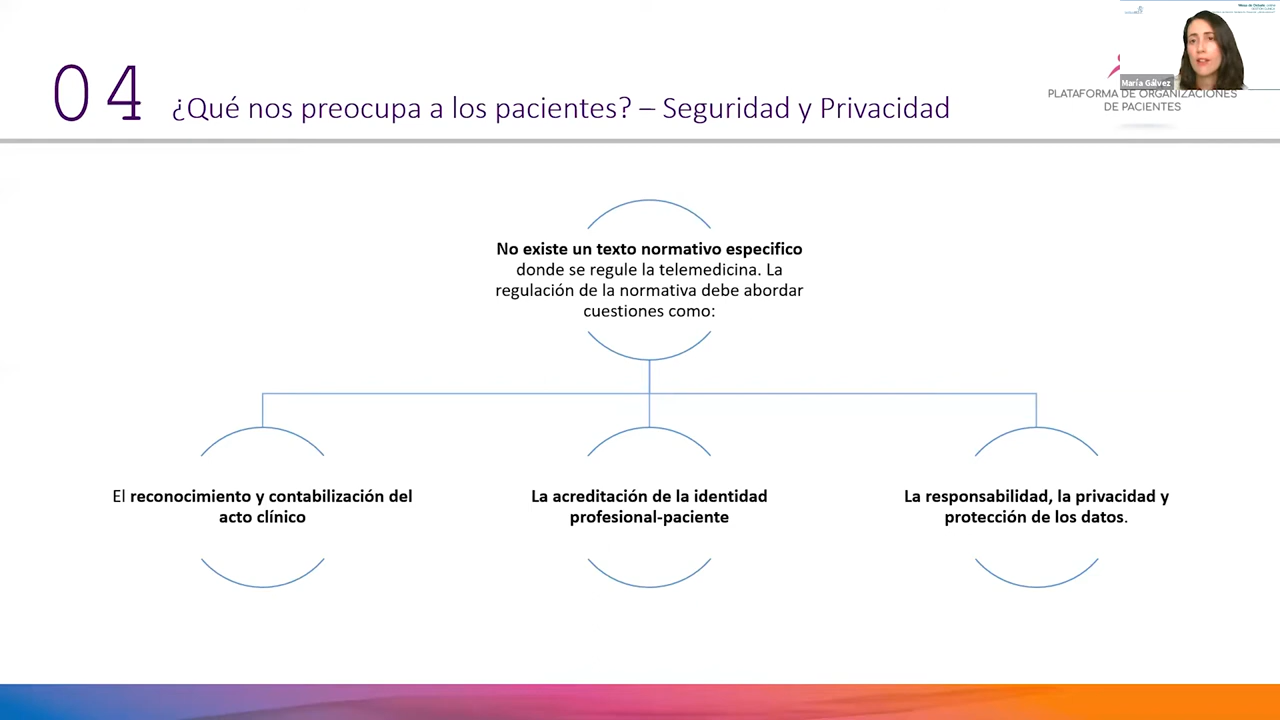 04 ¿Qué nos preocupa a los pacientes? – Seguridad y Privacidad
María Gálvez
PLATAFORMA DE ORGANIZACIONES
DE PACIENTES
No existe un texto normativo especifico
donde se regule la telemedicina. La
regulación de la normativa debe abordar
cuestiones como:
El reconocimiento y contabilización del
acto clínico
La acreditación de la identidad
profesional-paciente
La responsabilidad, la privacidad y
protección de los datos.